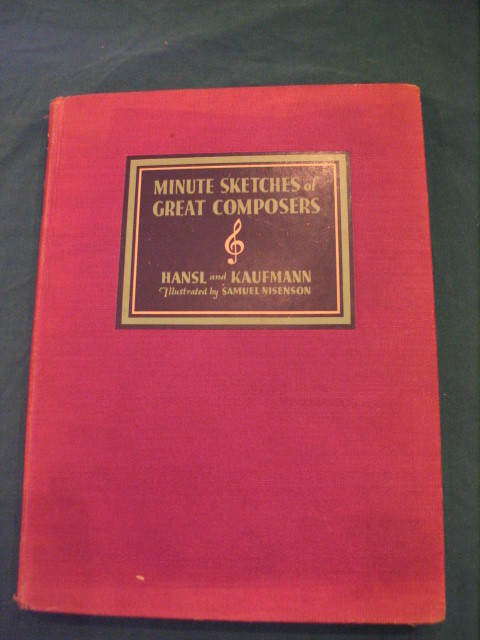 MINUTE SKETCHES of
GREAT COMPOSERS
HANSL and KAUFMANN
Illustrated by SAMUEL NISENSON